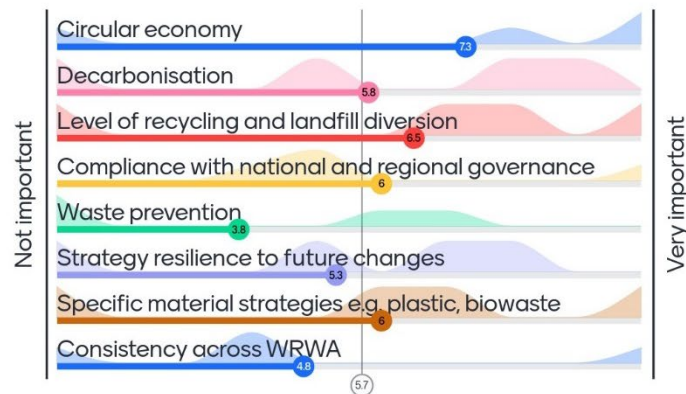 Circular economy
7.3
Decarbonisation
5.8
Level of recycling and landfill diversion
6.5
Compliance with national and regional governance
6
Waste prevention
3.8
Strategy resilience to future changes
5.3
Specific material strategies e.g. plastic, biowaste
6
Consistency across WRWA
4.8
5.7
Not important
Very important